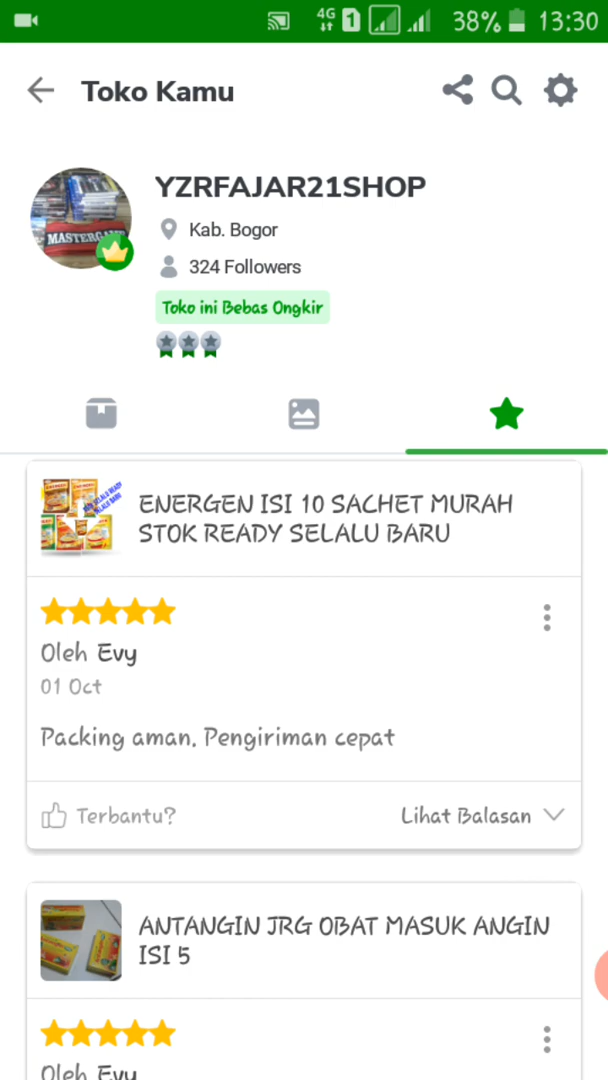 4G 1 38% 13:30
Toko Kamu
MASTERGAME
YZRFAJAR21SHOP
Kab. Bogor
324 Followers
Toko ini Bebas Ongkir
ENERGEN ISI 10 SACHET MURAH
STOK READY SELALU BARU
Oleh Evy
01 Oct
Packing aman. Pengiriman cepat
Terbantu?
Lihat Balasan
ANTANGIN JRG OBAT MASUK ANGIN
ISI 5
Oleh Evy